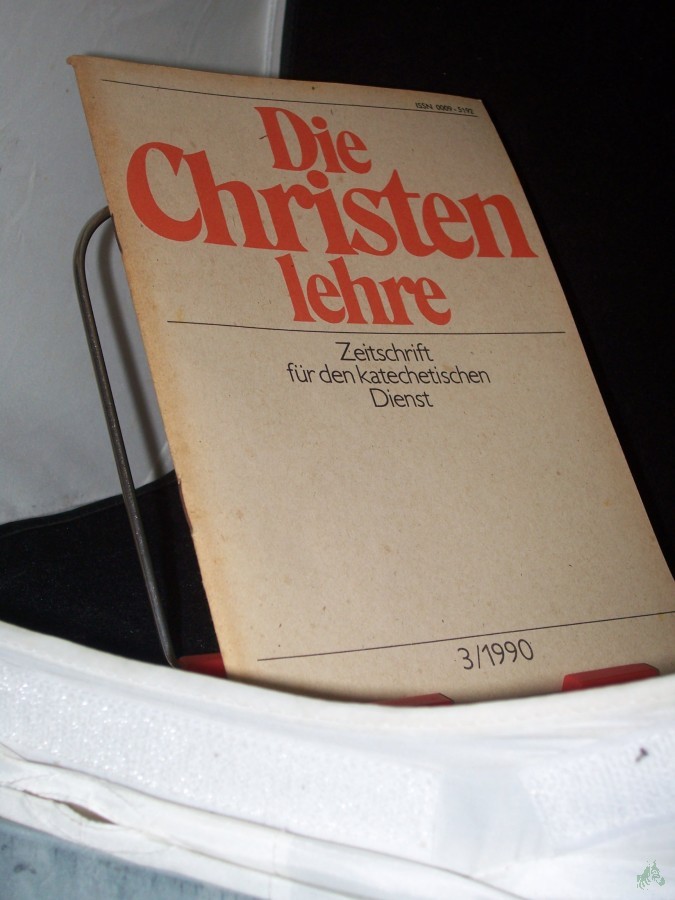 ISSN 0009-5192
Die
Christen
lehre
Zeitschrift
für den katechetischen
Dienst
3/1990